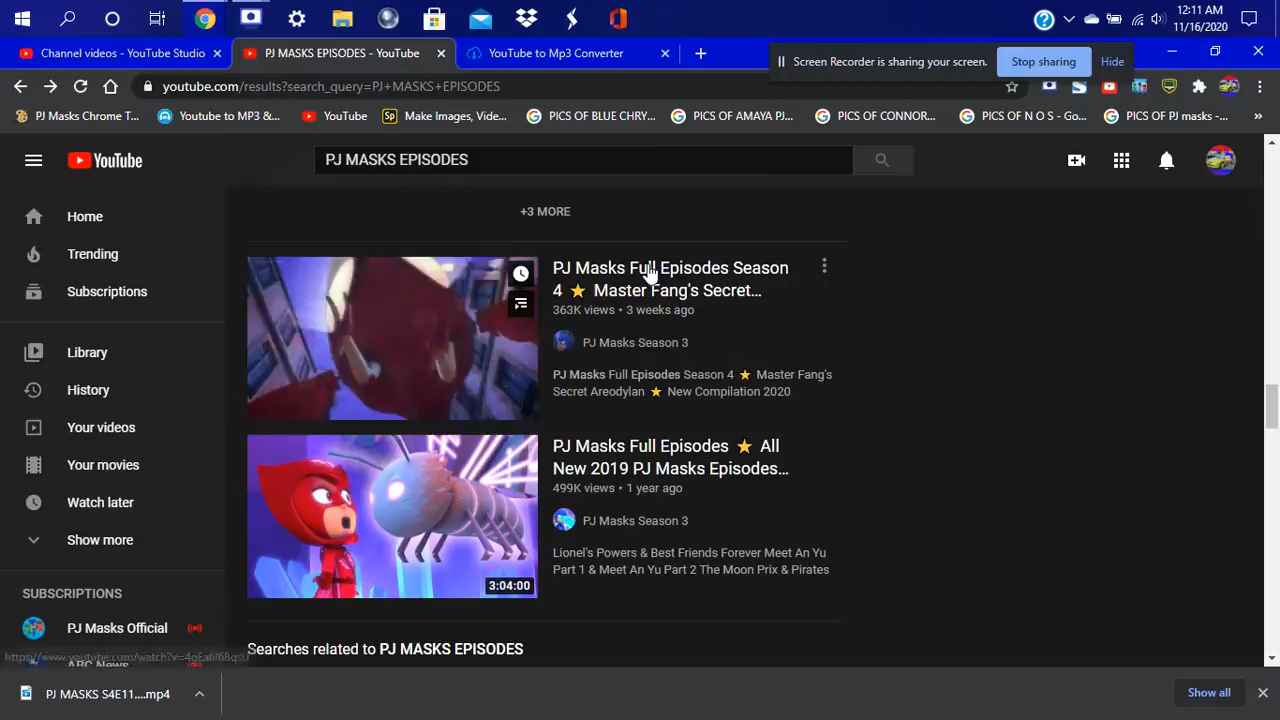 12:11 AM
11/16/2020
Channel videos - YouTube Studio
PJ MASKS EPISODES - YouTube
YouTube to Mp3 Converter
Screen Recorder is sharing your screen.
Stop sharing
Hide
youtube.com/results?search_query=PJ+MASKS+EPISODES
PJ Masks Chrome T...
Youtube to MP3 &...
YouTube
Sp Make Images, Vide...
PICS OF BLUE CHRY...
PICS OF AMAYA PJ...
PICS OF CONNOR...
PICS OF N O S - Go...
PICS OF PJ masks -...
YouTube
PJ MASKS EPISODES
Home
Trending
Subscriptions
Library
History
Your videos
Your movies
Watch later
Show more
SUBSCRIPTIONS
PJ Masks Official
ABC News
+3 MORE
PJ Masks Full Episodes Season
4 ⭐ Master Fang's Secret...
363K views • 3 weeks ago
PJ Masks Season 3
PJ Masks Full Episodes Season 4 ⭐ Master Fang's
Secret Areodylan ⭐ New Compilation 2020
3:04:00
PJ Masks Full Episodes ⭐ All
New 2019 PJ Masks Episodes...
499K views • 1 year ago
PJ Masks Season 3
Lionel's Powers & Best Friends Forever Meet An Yu
Part 1 & Meet An Yu Part 2 The Moon Prix & Pirates
Searches related to PJ MASKS EPISODES
PJ MASKS S4E11....mp4
Show all